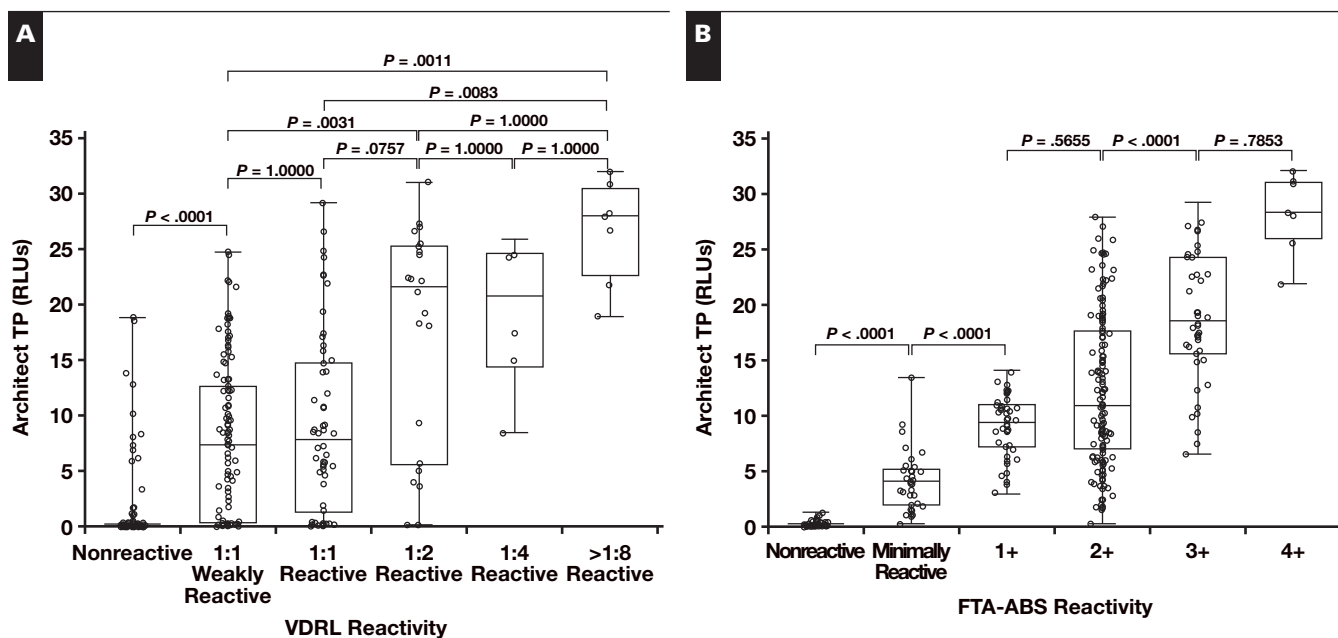 A
P = .0011
P = .0083
P = .0031
P = 1.0000
P = .0757
P = 1.0000
P = 1.0000
P = 1.0000
P < .0001
Architect TP (RLUs)
35
30
25
20
15
10
5
0
Nonreactive
1:1
Weakly
Reactive
1:1
Reactive
1:2
Reactive
1:4
Reactive
>1:8
Reactive
VDRL Reactivity
B
P = .5655
P < .0001
P = .7853
P < .0001
P < .0001
Architect TP (RLUs)
35
30
25
20
15
10
5
0
Nonreactive
Minimally
Reactive
1+
2+
3+
4+
FTA-ABS Reactivity